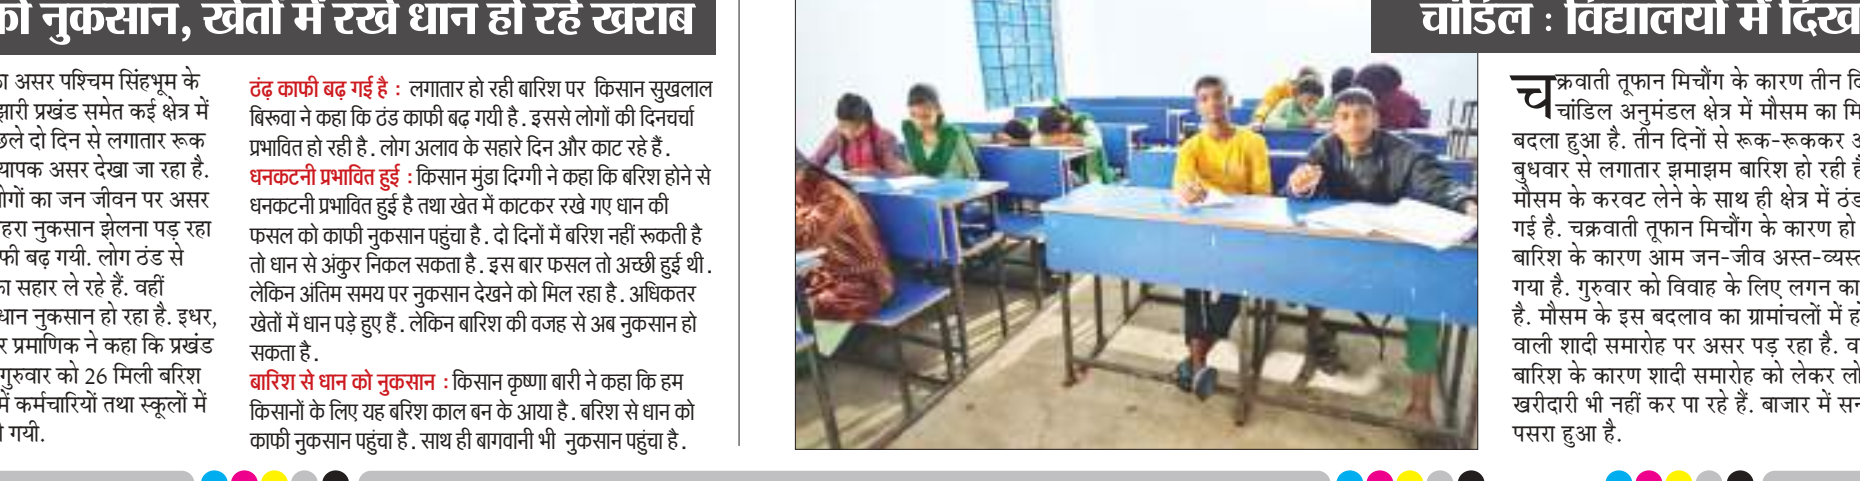 को नुकसान, खेतों में रखे धान हो रहे खराब
असर पश्चिम सिंहभूम के
झारी प्रखंड समेत कई क्षेत्र में
दो दिन से लगातार रूक
असर देखा जा रहा है.
का जन जीवन पर असर
नुकसान झेलना पड़ रहा
बढ़ गयी. लोग ठंड से
सहार ले रहे हैं. वहीं
धान नुकसान हो रहा है. इधर,
प्रमाणिक ने कहा कि प्रखंड
गुरुवार को 26 मिली बरिश
में कर्मचारियों तथा स्कूलों में
गयी.
ठंढ़ काफी बढ़ गई है : लगातार हो रही बारिश पर किसान सुखलाल
बिरूवा ने कहा कि ठंड काफी बढ़ गयी है. इससे लोगों की दिनचर्चा
प्रभावित हो रही है. लोग अलाव के सहारे दिन और काट रहे हैं.
धनकटनी प्रभावित हुई : किसान मुंडा दिग्गी ने कहा कि बरिश होने से
धनकटनी प्रभावित हुई है तथा खेत में काटकर रखे गए धान की
फसल को काफी नुकसान पहुंचा है. दो दिनों में बरिश नहीं रूकती है
तो धान से अंकुर निकल सकता है. इस बार फसल तो अच्छी हुई थी.
लेकिन अंतिम समय पर नुकसान देखने को मिल रहा है. अधिकतर
खेतों में धान पड़े हुए हैं. लेकिन बारिश की वजह से अब नुकसान हो
सकता है.
बारिश से धान को नुकसान : किसान कृष्णा बारी ने कहा कि हम
किसानों के लिए यह बरिश काल बन के आया है. बरिश से धान को
काफी नुकसान पहुंचा है. साथ ही बागवानी भी नुकसान पहुंचा है.
चांडिल : विद्यालयों में दिख
चक्रवाती तूफान मिचौंग के कारण तीन
चांडिल अनुमंडल क्षेत्र में मौसम का
बदला हुआ है. तीन दिनों से रूक-रूककर
बुधवार से लगातार झमाझम बारिश हो रही
मौसम के करवट लेने के साथ ही क्षेत्र में ठंड
गई है. चक्रवाती तूफान मिचौंग के कारण हो
बारिश के कारण आम जन-जीव अस्त-व्यस्त
गया है. गुरुवार को विवाह के लिए लगन का
है. मौसम के इस बदलाव का ग्रामांचलों में
वाली शादी समारोह पर असर पड़ रहा है.
बारिश के कारण शादी समारोह को लेकर
खरीदारी भी नहीं कर पा रहे हैं. बाजार में
पसरा हुआ है.